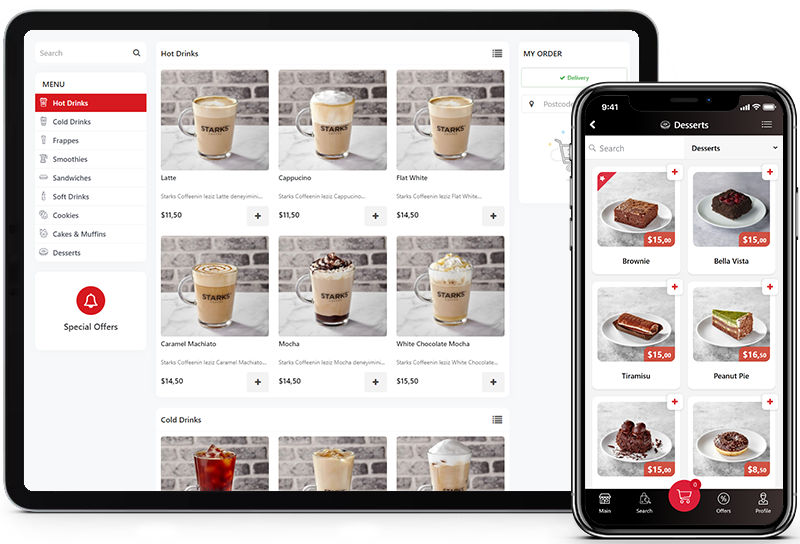 Search
MENU
Hot Drinks
Cold Drinks
Frappes
Smoothies
Sandwiches
Soft Drinks
Cookies
Cakes & Muffins
Desserts
Special Offers
Hot Drinks
STARKS
STARKS
STARKS
Latte
Cappucino
Flat White
Starks Coffeenin leziz Latte deneyimini...
Starks Coffeenin leziz Cappucino...
Starks Coffeenin leziz Flat White...
$11,50
+
$11,50
+
$14,50
+
STARKS
STARKS
STARKS
Caramel Machiato
Mocha
White Chocolate Mocha
Starks Coffeenin leziz Caramel Machiato...
Starks Coffeenin leziz Mocha deneyimini...
Starks Coffeenin leziz White Chocolate...
$14,50
+
$14,50
+
$15,50
+
Cold Drinks
MY ORDER
Delivery
Postcode
9:41
Desserts
Search
Desserts
+
+
$15,00
$15,00
Brownie
Bella Vista
+
+
$15,00
$16,50
Tiramisu
Peanut Pie
+
+
$15,00
$8,50
0
Main
Search
Offers
Profile